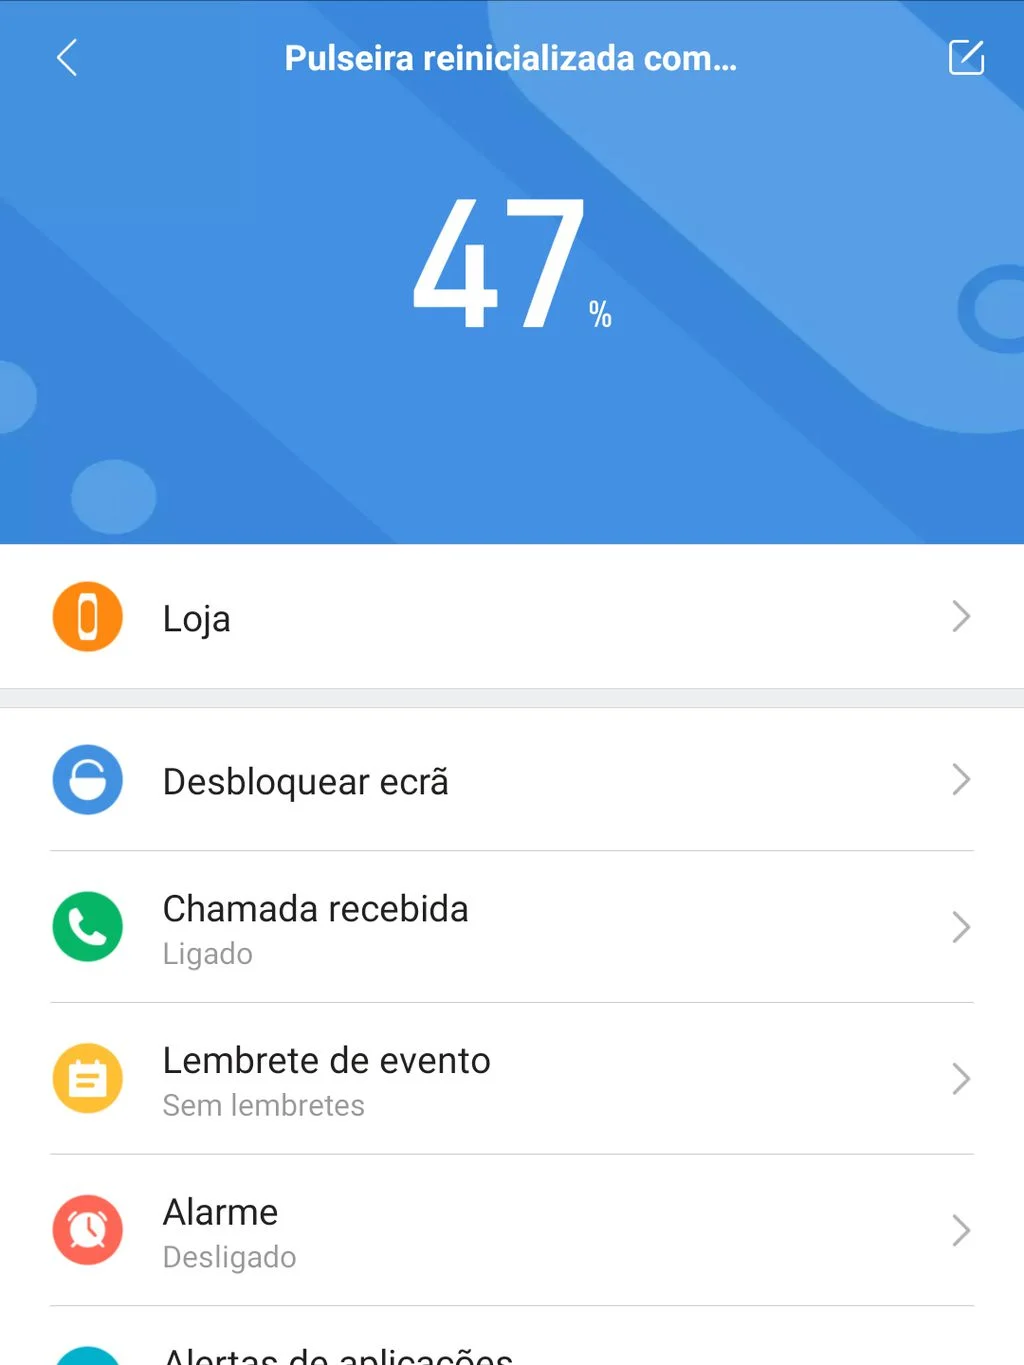 Pulseira reinicializada com...
47%
Loja
Desbloquear ecrã
Chamada recebida
Ligado
Lembrete de evento
Sem lembretes
Alarme
Desligado
Alertas de aplicações